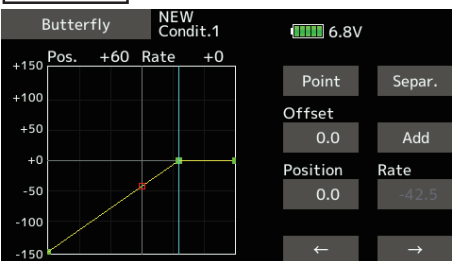 Butterfly
NEW
Condit.1
6.8V
Pos. +60 Rate +0
+150
+100
+50
+0
-50
-100
-150
Point Separ.
Offset
0.0 Add
Position Rate
0.0 -42.5
← →